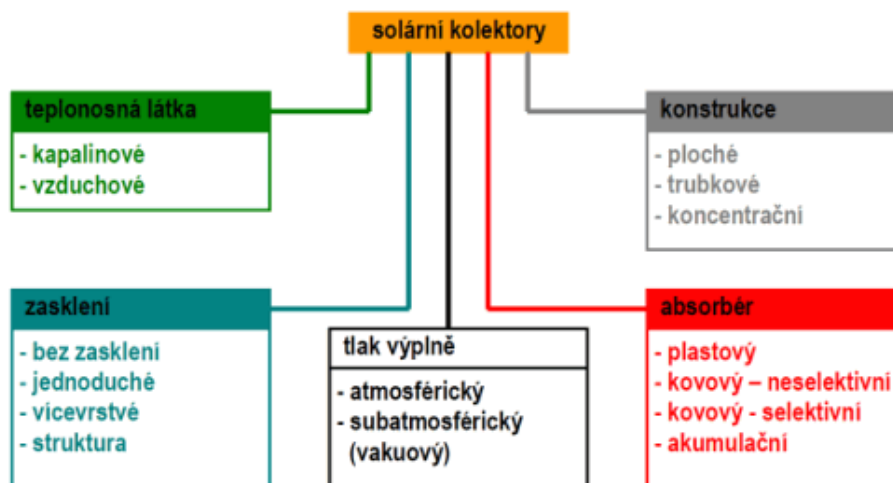 solární kolektory
teplonosná látka
- kapalinové
- vzduchové
konstrukce
- ploché
- trubkové
- koncentrační
zasklení
- bez zasklení
- jednoduché
- vícevrstvé
- struktura
tlak výplně
- atmosférický
- subatmosférický
(vakuový)
absorbér
- plastový
- kovový – neselektivní
- kovový - selektivní
- akumulační